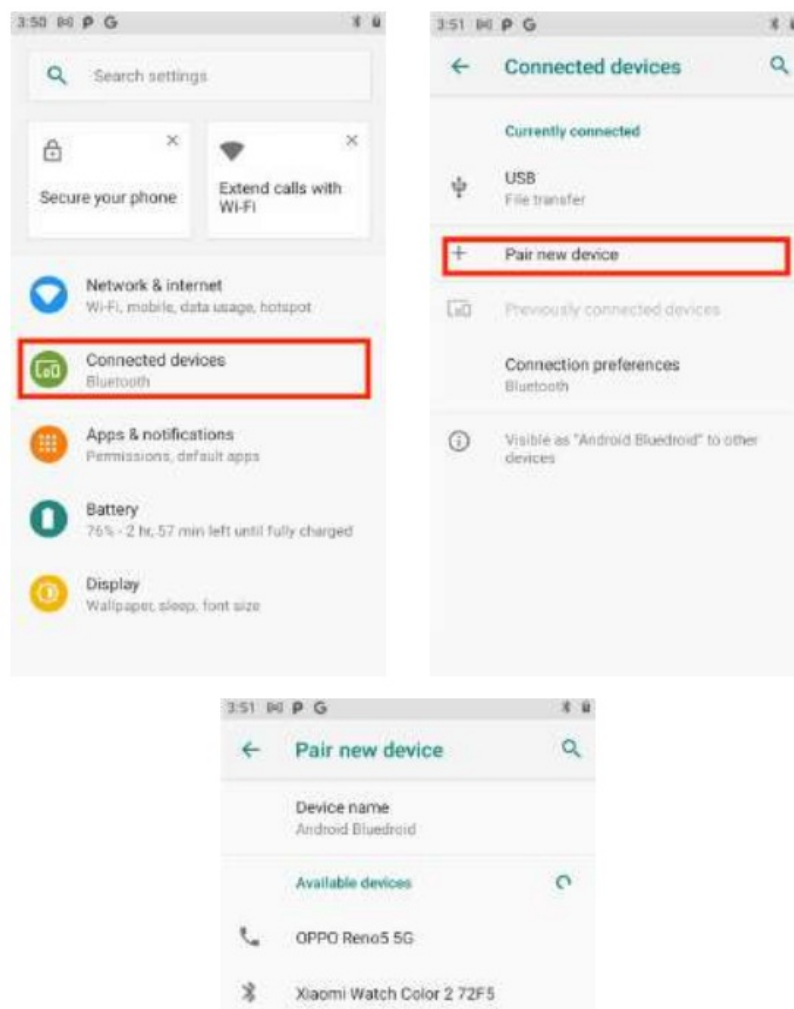 3:50 P G
Search settings
Secure your phone
Extend calls with
Wi-Fi
Network & internet
Wi-Fi, mobile, data usage, hotspot
Connected devices
Bluetooth
Apps & notifications
Permissions, default apps
Battery
76% - 2 hr, 57 min left until fully charged
Display
Wallpaper, sleep, font size
3:51 P G
Connected devices
Currently connected
USB
File transfer
Pair new device
Previously connected devices
Connection preferences
Bluetooth
Visible as "Android Bluedroid" to other
devices
3:51 P G
Pair new device
Device name
Android Bluedroid
Available devices
OPPO Reno5 5G
Xiaomi Watch Color 2 72F5